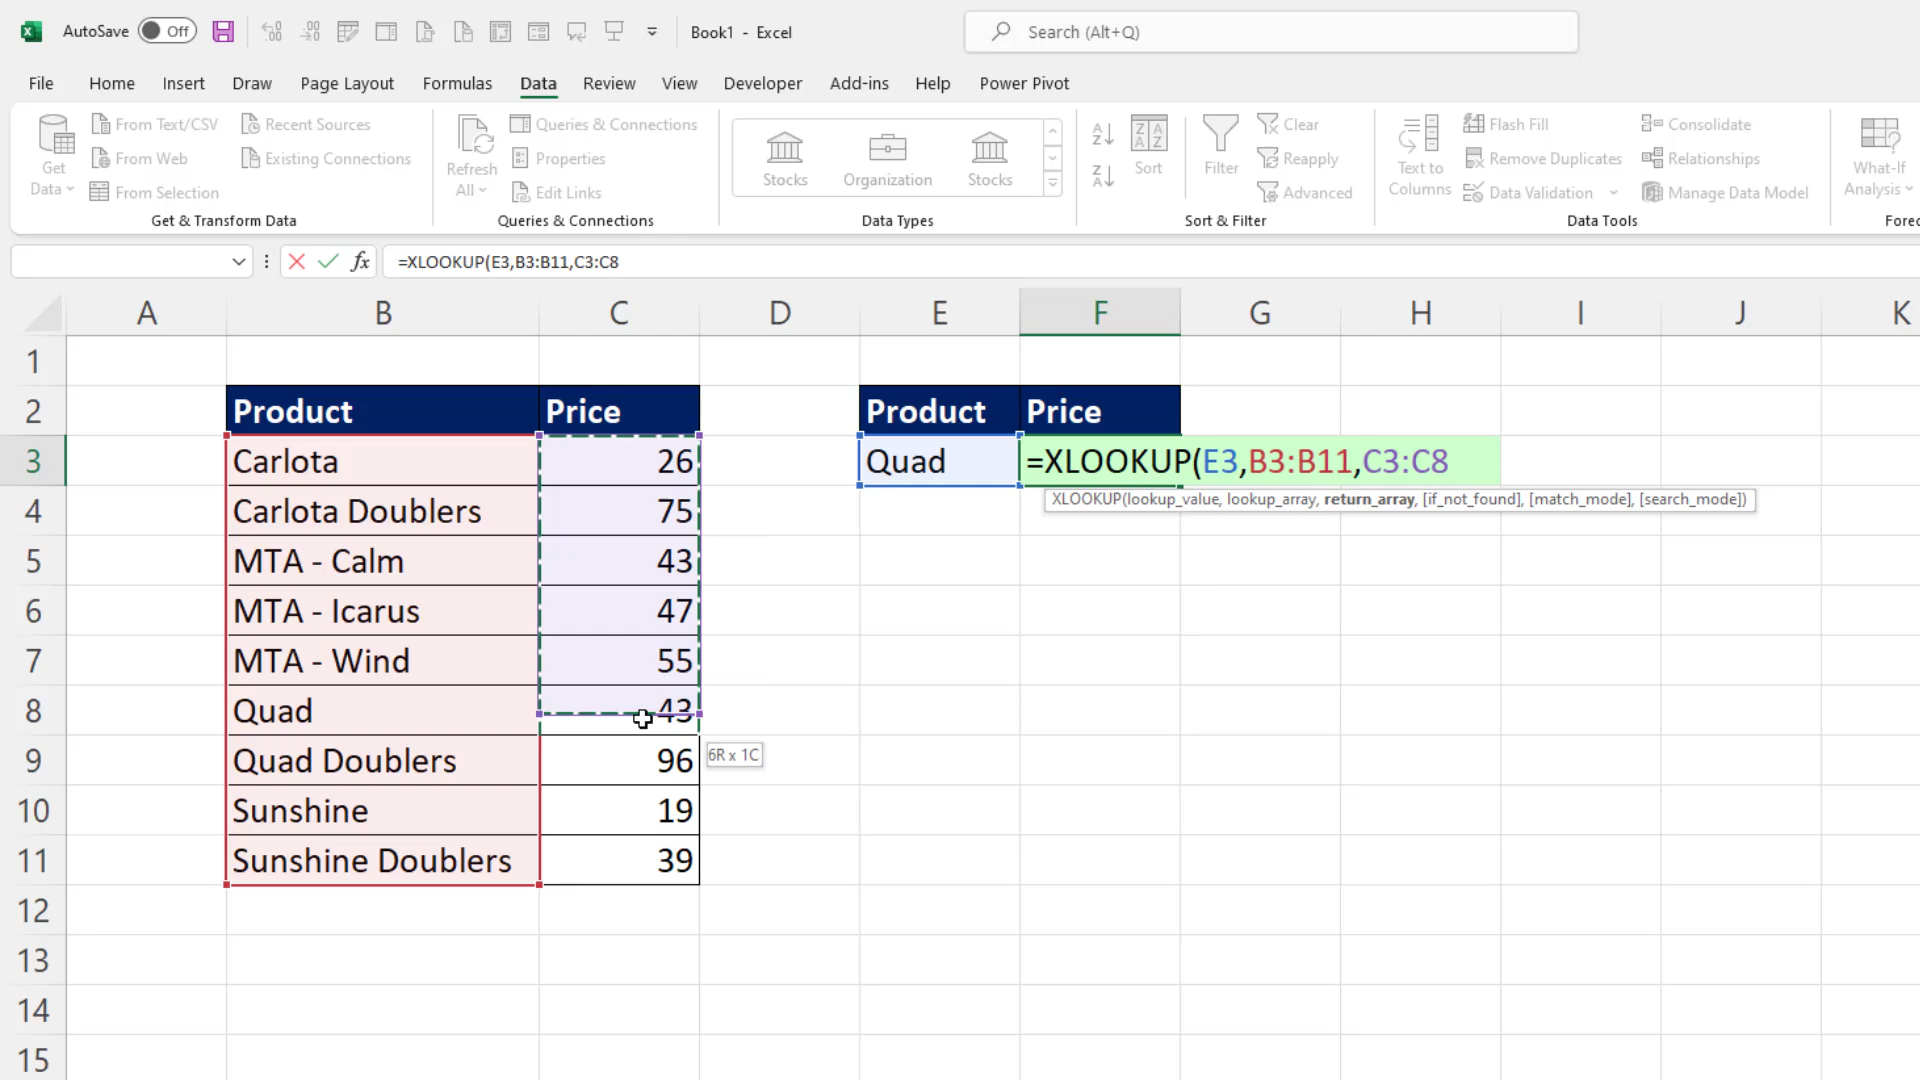 AutoSave Off Book1 - Excel Search (Alt+Q)
File Home Insert Draw Page Layout Formulas Data Review View Developer Add-ins Help Power Pivot
Get Data
From Text/CSV
From Web
From Selection
Recent Sources
Existing Connections
Get & Transform Data
Refresh All
Queries & Connections
Properties
Edit Links
Queries & Connections
Stocks Organization Stocks
Data Types
Sort
Filter
Clear
Reapply
Advanced
Sort & Filter
Text to Columns
Flash Fill
Remove Duplicates
Data Validation
Consolidate
Relationships
Manage Data Model
Data Tools
What-If Analysis
Forec
fx =XLOOKUP(E3,B3:B11,C3:C8
A B C D E F G H I J K
1
2 Product Price Product Price
3 Carlota 26 Quad =XLOOKUP(E3,B3:B11,C3:C8
XLOOKUP(lookup_value, lookup_array, return_array, [if_not_found], [match_mode], [search_mode])
4 Carlota Doublers 75
5 MTA - Calm 43
6 MTA - Icarus 47
7 MTA - Wind 55
8 Quad 43
9 Quad Doublers 96 6R x 1C
10 Sunshine 19
11 Sunshine Doublers 39
12
13
14
15